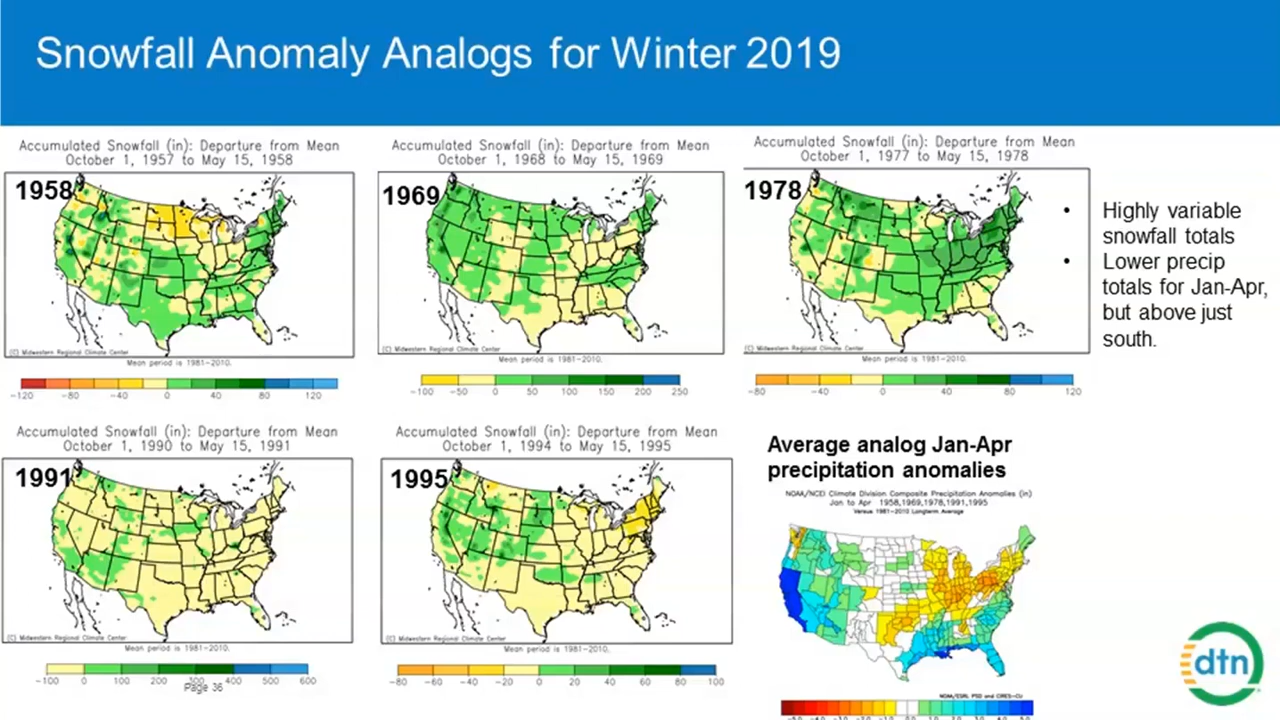 Snowfall Anomaly Analogs for Winter 2019
Accumulated Snowfall (in): Departure from Mean
October 1, 1957 to May 15, 1958
1958
(C) Midwestern Regional Climate Center
Mean period is 1981-2010.
-120 -80 -40 0 40 80 120
Accumulated Snowfall (in): Departure from Mean
October 1, 1968 to May 15, 1969
1969
(C) Midwestern Regional Climate Center
Mean period is 1981-2010.
-100 -50 0 50 100 150 200 250
Accumulated Snowfall (in): Departure from Mean
October 1, 1977 to May 15, 1978
1978
(C) Midwestern Regional Climate Center
Mean period is 1981-2010.
-80 -40 0 40 80 120
• Highly variable
snowfall totals
• Lower precip
totals for Jan-Apr,
but above just
south.
Accumulated Snowfall (in): Departure from Mean
October 1, 1990 to May 15, 1991
1991
(C) Midwestern Regional Climate Center
Mean period is 1981-2010.
-100 0 100 200 300 400 500 600
Page 36
Accumulated Snowfall (in): Departure from Mean
October 1, 1994 to May 15, 1995
1995
(C) Midwestern Regional Climate Center
Mean period is 1981-2010.
-80 -60 -40 -20 0 20 40 60 80 100
Average analog Jan-Apr
precipitation anomalies
NOAA/NCEI Climate Division Composite Precipitation Anomalies (in)
Jan to Apr 1958,1969,1978,1991,1995
Versus 1981-2010 Longterm Average
NOAA/ESRL PSD and CIRES-CU
dtn